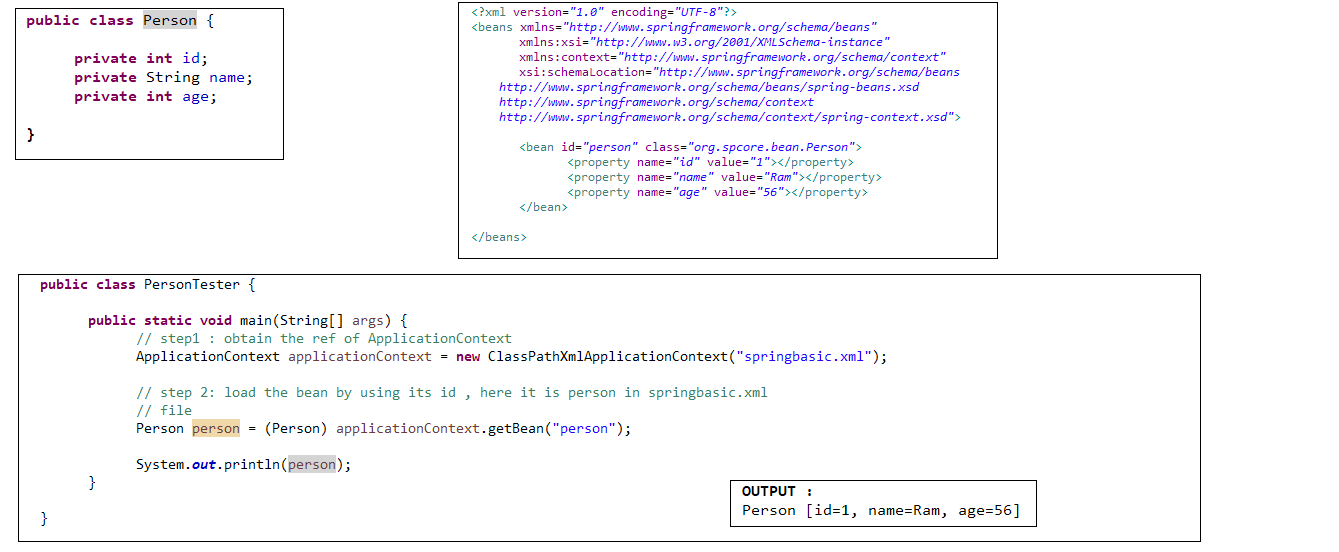 public class Person {
private int id;
private String name;
private int age;
}
<?xml version="1.0" encoding="UTF-8"?>
<beans xmlns="http://www.springframework.org/schema/beans"
xmlns:xsi="http://www.w3.org/2001/XMLSchema-instance"
xmlns:context="http://www.springframework.org/schema/context"
xsi:schemaLocation="http://www.springframework.org/schema/beans
http://www.springframework.org/schema/beans/spring-beans.xsd
http://www.springframework.org/schema/context
http://www.springframework.org/schema/context/spring-context.xsd">
<bean id="person" class="org.spcore.bean.Person">
<property name="id" value="1"></property>
<property name="name" value="Ram"></property>
<property name="age" value="56"></property>
</bean>
</beans>
public class PersonTester {
public static void main(String[] args) {
// step1 : obtain the ref of ApplicationContext
ApplicationContext applicationContext = new ClassPathXmlApplicationContext("springbasic.xml");
// step 2: load the bean by using its id , here it is person in springbasic.xml
// file
Person person = (Person) applicationContext.getBean("person");
System.out.println(person);
}
}
OUTPUT :
Person [id=1, name=Ram, age=56]